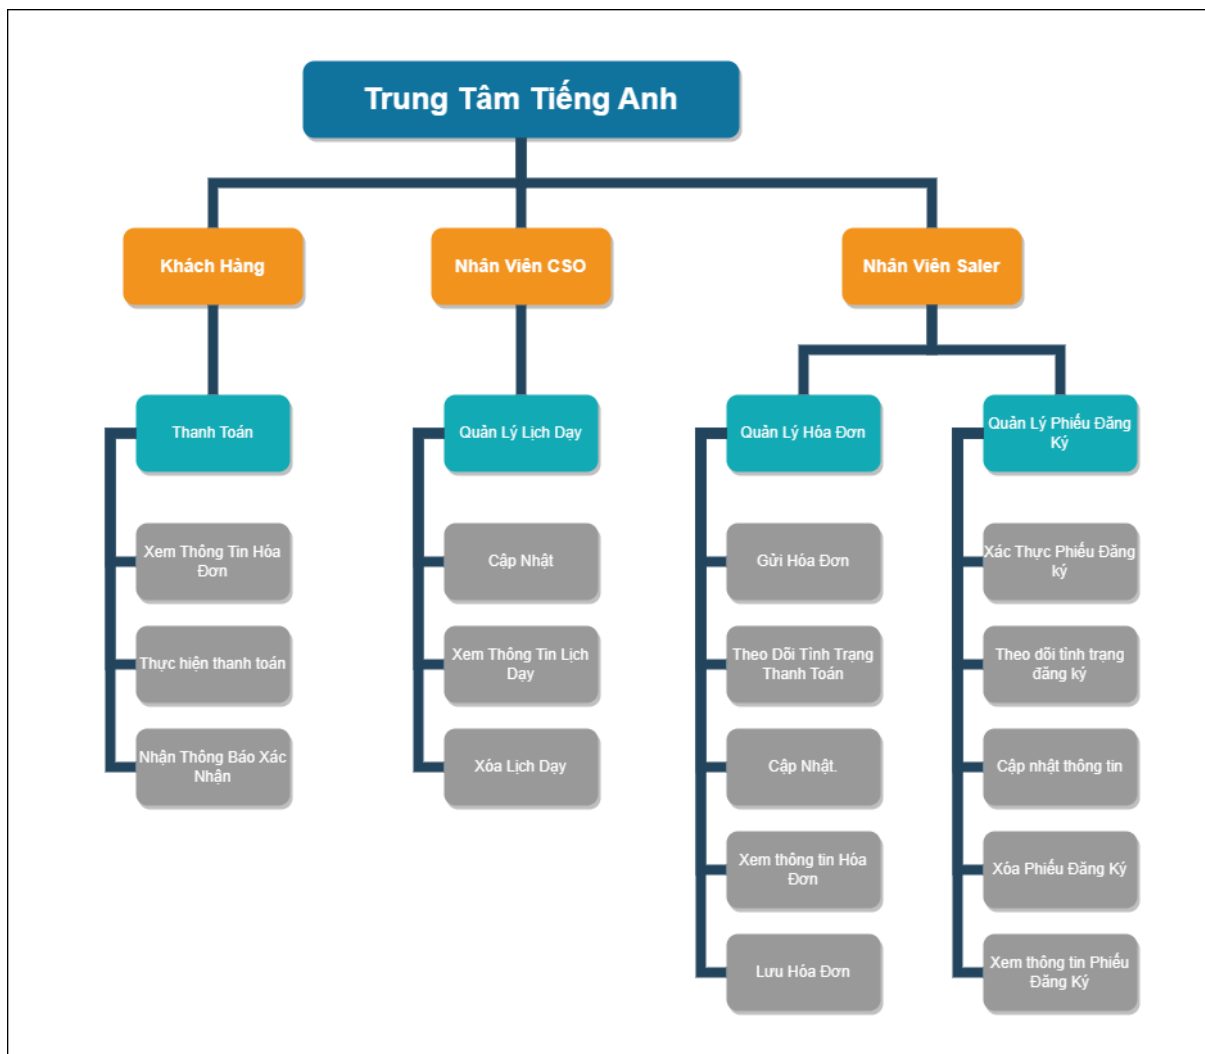 Trung Tâm Tiếng Anh
Khách Hàng
Nhân Viên CSO
Nhân Viên Saler
Thanh Toán
Quản Lý Lịch Dạy
Quản Lý Hóa Đơn
Quản Lý Phiếu Đăng
Ký
Xem Thông Tin Hóa
Đơn
Thực hiện thanh toán
Nhận Thông Báo Xác
Nhận
Cập Nhật
Xem Thông Tin Lịch
Dạy
Xóa Lịch Dạy
Gửi Hóa Đơn
Theo Dõi Tình Trạng
Thanh Toán
Cập Nhật.
Xem thông tin Hóa
Đơn
Lưu Hóa Đơn
Xác Thực Phiếu Đăng
ký
Theo dõi tình trạng
đăng ký
Cập nhật thông tin
Xóa Phiếu Đăng Ký
Xem thông tin Phiếu
Đăng Ký